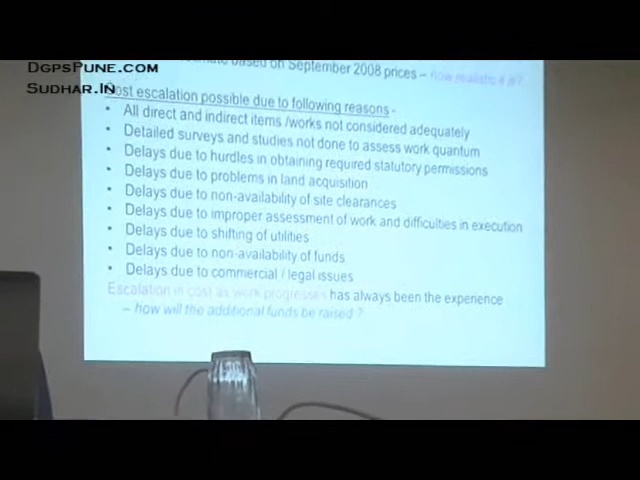 DgpsPune.com
Sudhar.in
based on September 2008 prices – how realistic it is?
Cost escalation possible due to following reasons -
• All direct and indirect items /works not considered adequately
• Detailed surveys and studies not done to assess work quantum
• Delays due to hurdles in obtaining required statutory permissions
• Delays due to problems in land acquisition
• Delays due to non-availability of site clearances
• Delays due to improper assessment of work and difficulties in execution
• Delays due to shifting of utilities
• Delays due to non-availability of funds
• Delays due to commercial / legal issues
Escalation in cost as work progresses has always been the experience
– how will the additional funds be raised ?